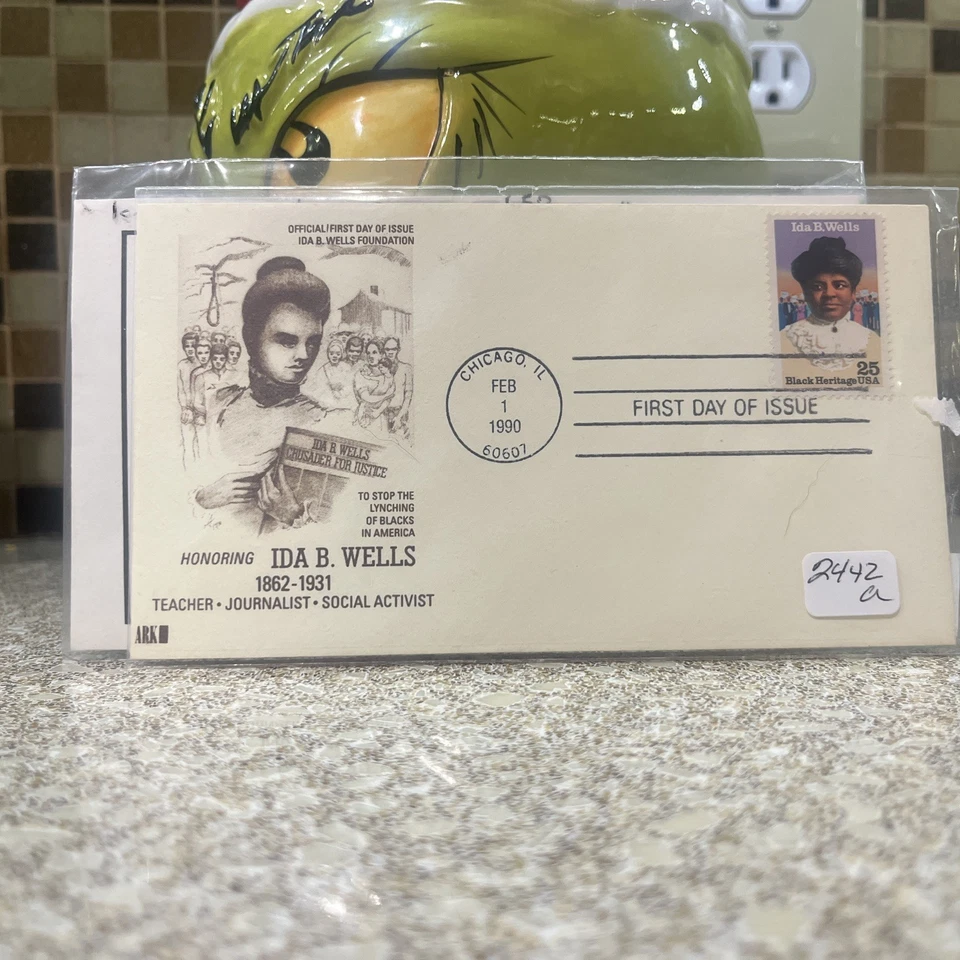 OFFICIAL/FIRST DAY OF ISSUE
IDA B. WELLS FOUNDATION
IDA B. WELLS
CRUSADER FOR JUSTICE
TO STOP THE
LYNCHING
OF BLACKS
IN AMERICA
HONORING IDA B. WELLS
1862-1931
TEACHER • JOURNALIST • SOCIAL ACTIVIST
ARK
CHICAGO, IL
FEB
1
1990
60607
FIRST DAY OF ISSUE
Ida B. Wells
25
Black Heritage USA
2442
a